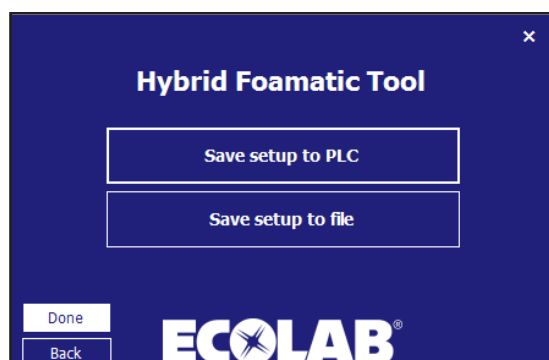 ×
Hybrid Foamatic Tool
Save setup to PLC
Save setup to file
Done
Back
ECOLAB®